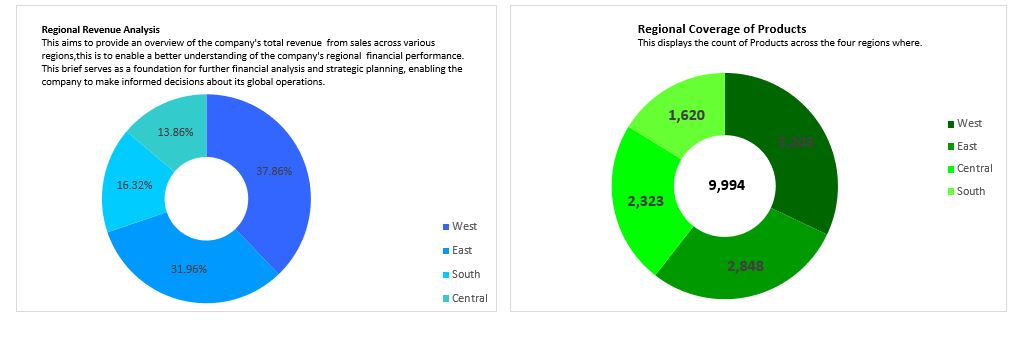 Regional Revenue Analysis
This aims to provide an overview of the company's total revenue from sales across various
regions,this is to enable a better understanding of the company's regional financial performance.
This brief serves as a foundation for further financial analysis and strategic planning, enabling the
company to make informed decisions about its global operations.
13.86%
37.86%
16.32%
31.96%
West
East
South
Central
Regional Coverage of Products
This displays the count of Products across the four regions where.
1,620
3,203
9,994
2,323
2,848
West
East
Central
South